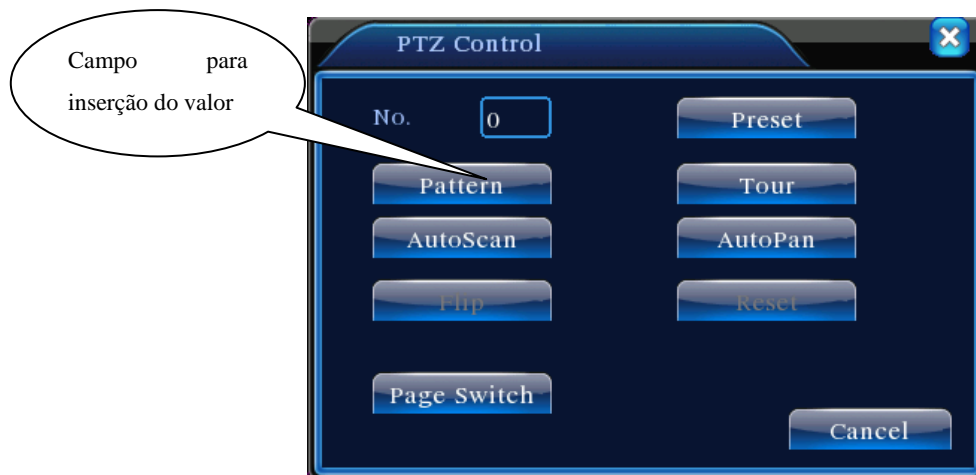 Campo para
inserção do valor
PTZ Control
No. 0 Preset
Pattern Tour
AutoScan AutoPan
Flip Reset
Page Switch
Cancel